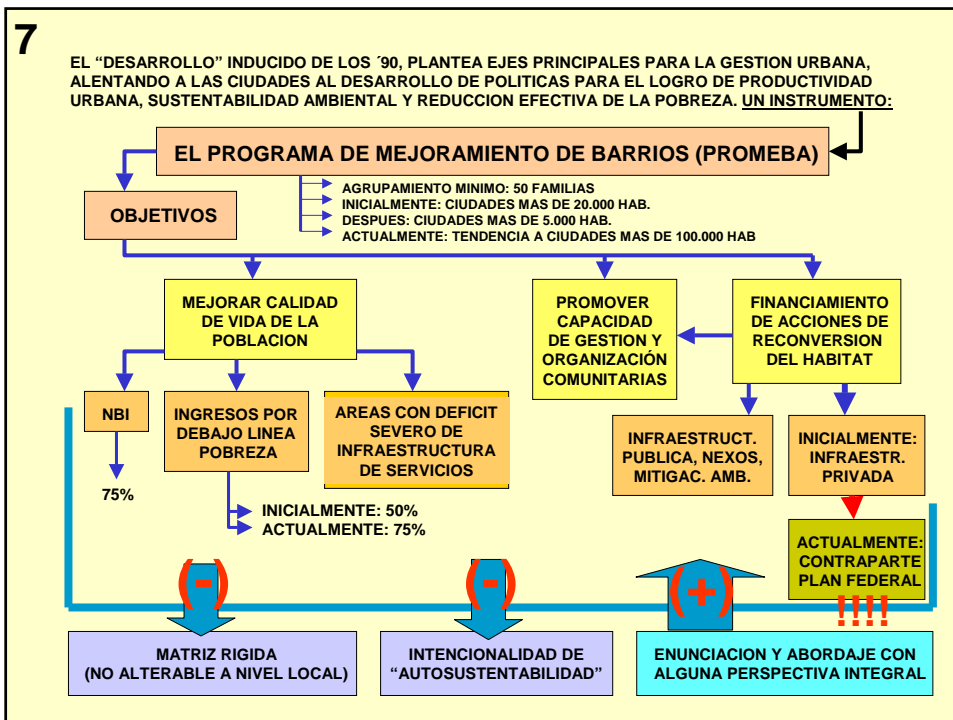 7
EL “DESARROLLO” INDUCIDO DE LOS ´90, PLANTEA EJES PRINCIPALES PARA LA GESTION URBANA,
ALENTANDO A LAS CIUDADES AL DESARROLLO DE POLITICAS PARA EL LOGRO DE PRODUCTIVIDAD
URBANA, SUSTENTABILIDAD AMBIENTAL Y REDUCCION EFECTIVA DE LA POBREZA. UN INSTRUMENTO:
EL PROGRAMA DE MEJORAMIENTO DE BARRIOS (PROMEBA)
AGRUPAMIENTO MINIMO: 50 FAMILIAS
INICIALMENTE: CIUDADES MAS DE 20.000 HAB.
DESPUES: CIUDADES MAS DE 5.000 HAB.
ACTUALMENTE: TENDENCIA A CIUDADES MAS DE 100.000 HAB
OBJETIVOS
MEJORAR CALIDAD
DE VIDA DE LA
POBLACION
PROMOVER
CAPACIDAD
DE GESTION Y
ORGANIZACIÓN
COMUNITARIAS
FINANCIAMIENTO
DE ACCIONES DE
RECONVERSION
DEL HABITAT
NBI
75%
INGRESOS POR
DEBAJO LINEA
POBREZA
INICIALMENTE: 50%
ACTUALMENTE: 75%
AREAS CON DEFICIT
SEVERO DE
INFRAESTRUCTURA
DE SERVICIOS
INFRAESTRUCT.
PUBLICA, NEXOS,
MITIGAC. AMB.
INICIALMENTE:
INFRAESTR.
PRIVADA
ACTUALMENTE:
CONTRAPARTE
PLAN FEDERAL
!!!!
(-)
(-)
(+)
MATRIZ RIGIDA
(NO ALTERABLE A NIVEL LOCAL)
INTENCIONALIDAD DE
“AUTOSUSTENTABILIDAD”
ENUNCIACION Y ABORDAJE CON
ALGUNA PERSPECTIVA INTEGRAL